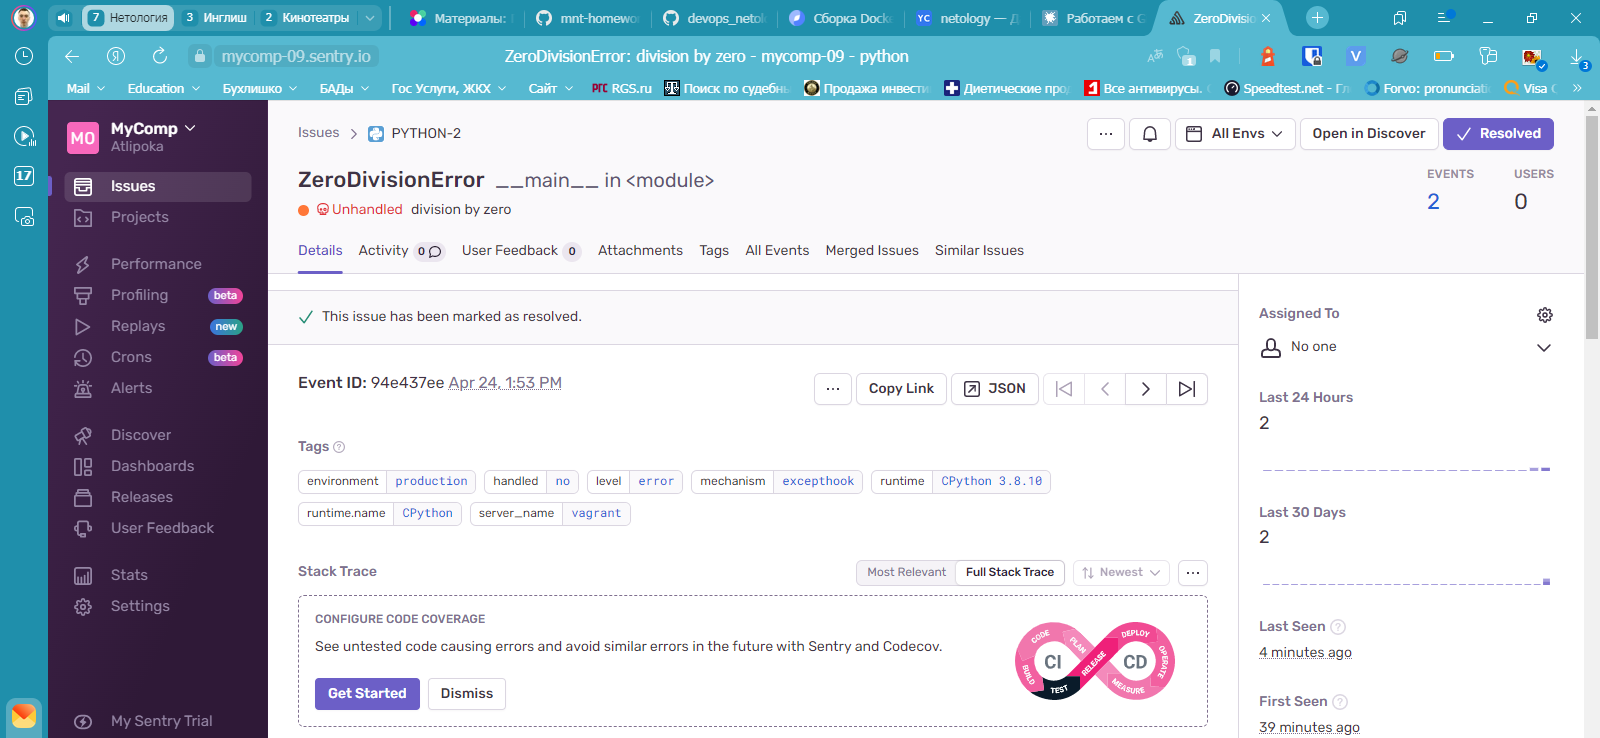 7 Нетология 3 Инглиш 2 Кинотеатры Материалы: mnt-homewo devops_netol Сборка Docke YC netology — Д Работаем с G ZeroDivisio
mycomp-09.sentry.io ZeroDivisionError: division by zero - mycomp-09 - python
1 V 3
Mail Education Бухлишко БАДы Гос Услуги, ЖКХ Сайт РГС RGS.ru Поиск по судебн Продажа инвести Диетические про Все антивирусы. Speedtest.net - Гл Forvo: pronunciati Visa »
17
MO MyComp
Atlipoka
Issues
Projects
Performance
Profiling beta
Replays new
Crons beta
Alerts
Discover
Dashboards
Releases
User Feedback
Stats
Settings
My Sentry Trial
Issues > PYTHON-2
... All Envs Open in Discover Resolved
ZeroDivisionError __main__ in <module>
Unhandled division by zero
EVENTS USERS
2 0
Details Activity 0 User Feedback 0 Attachments Tags All Events Merged Issues Similar Issues
This issue has been marked as resolved.
Event ID: 94e437ee Apr 24, 1:53 PM
... Copy Link JSON
Tags ?
environment production handled no level error mechanism excepthook runtime CPython 3.8.10
runtime.name CPython server_name vagrant
Stack Trace Most Relevant Full Stack Trace Newest ...
CONFIGURE CODE COVERAGE
See untested code causing errors and avoid similar errors in the future with Sentry and Codecov.
Get Started Dismiss
CODE PLAN BUILD TEST CI RELEASE CD DEPLOY OPERATE MEASURE
Assigned To
No one
Last 24 Hours
2
Last 30 Days
2
Last Seen ?
4 minutes ago
First Seen ?
39 minutes ago